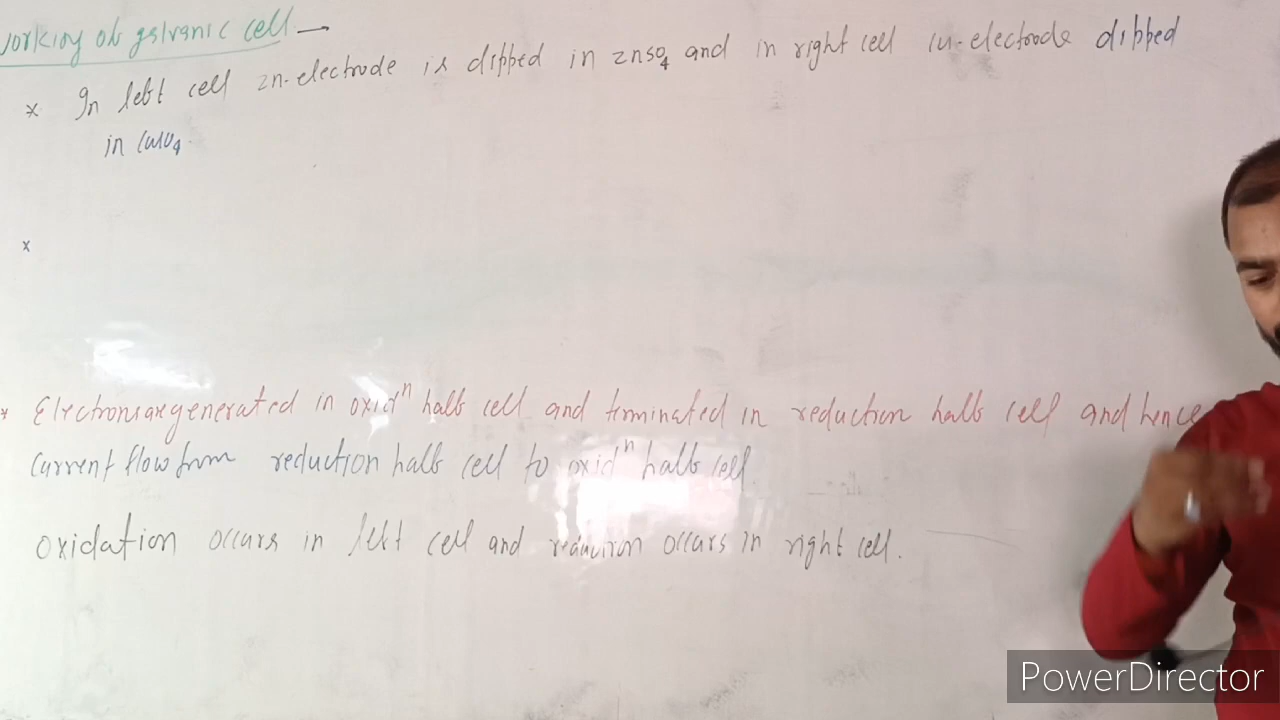 Working of galvanic cell →
* In left cell Zn-electrode is dipped in ZnSO4 and in right cell Cu-electrode dipped
in CuSO4
*
* Electrons are generated in oxidn half cell and terminated in reduction half cell and hence
Current flow from reduction half cell to oxidn half cell.
oxidation occurs in left cell and reduction occurs in right cell.
PowerDirector